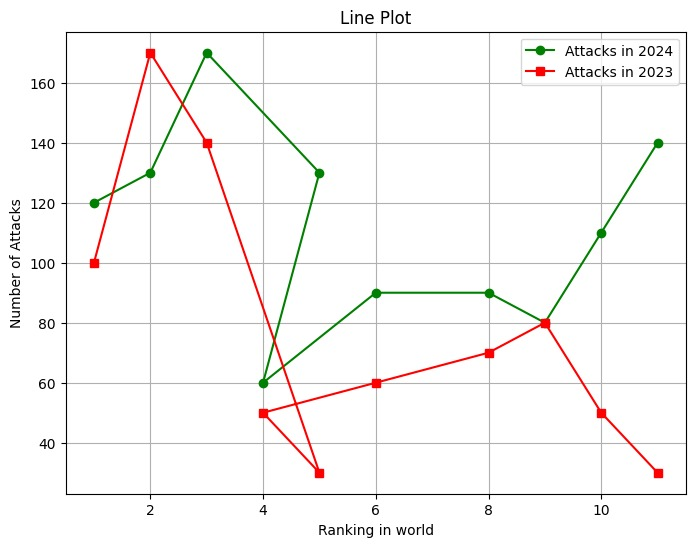 Line Plot
Attacks in 2024
Attacks in 2023
Number of Attacks
160
140
120
100
80
60
40
2
4
6
8
10
Ranking in world